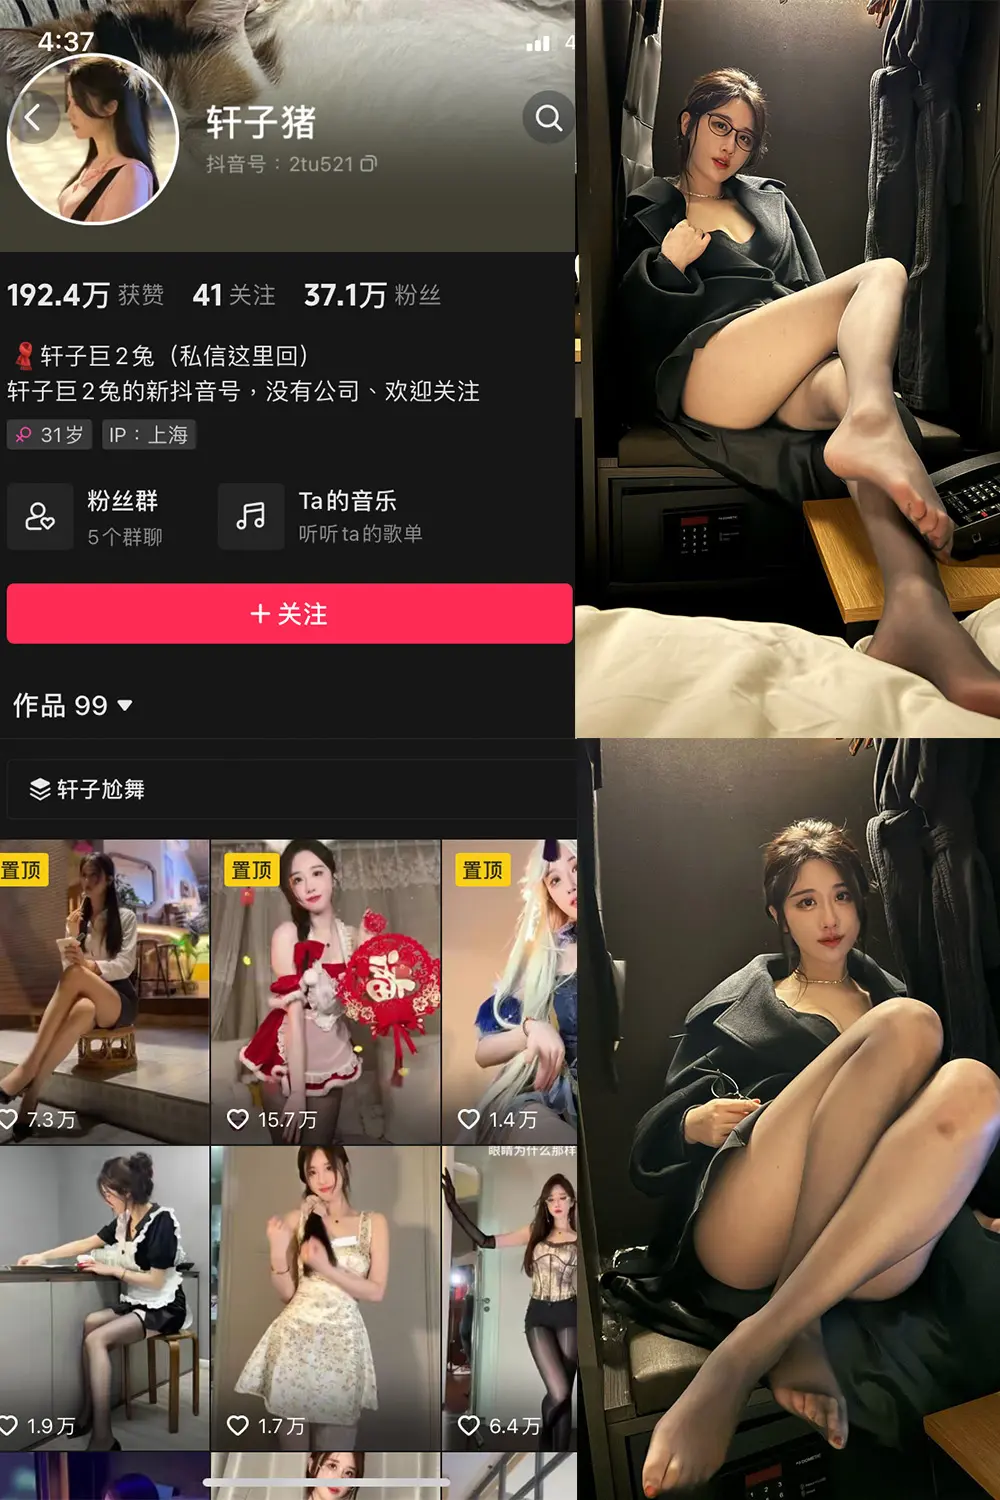 4:37
4
轩子猪
抖音号：2tu521
192.4万 获赞 41 关注 37.1万 粉丝
轩子巨2兔（私信这里回）
轩子巨2兔的新抖音号，没有公司、欢迎关注
31岁 IP：上海
粉丝群
5个群聊
Ta的音乐
听听ta的歌单
+ 关注
作品 99
轩子尬舞
置顶 置顶 置顶
福
7.3万 15.7万 1.4万
眼睛为什么那样
1.9万 1.7万 6.4万